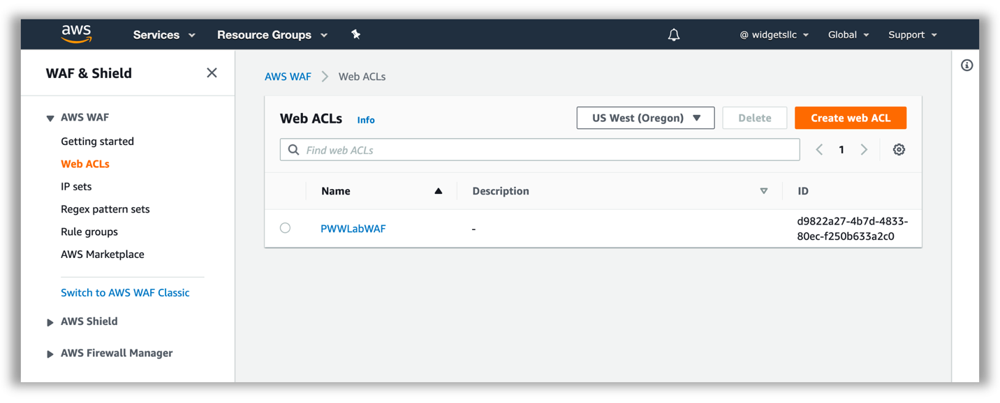 aws
Services
Resource Groups
@ widgetsllc
Global
Support
WAF & Shield
AWS WAF
Getting started
Web ACLs
IP sets
Regex pattern sets
Rule groups
AWS Marketplace
Switch to AWS WAF Classic
AWS Shield
AWS Firewall Manager
AWS WAF > Web ACLs
Web ACLs Info
US West (Oregon)
Delete
Create web ACL
Find web ACLs
1
Name
Description
ID
PWWLabWAF
-
d9822a27-4b7d-4833-
80ec-f250b633a2c0